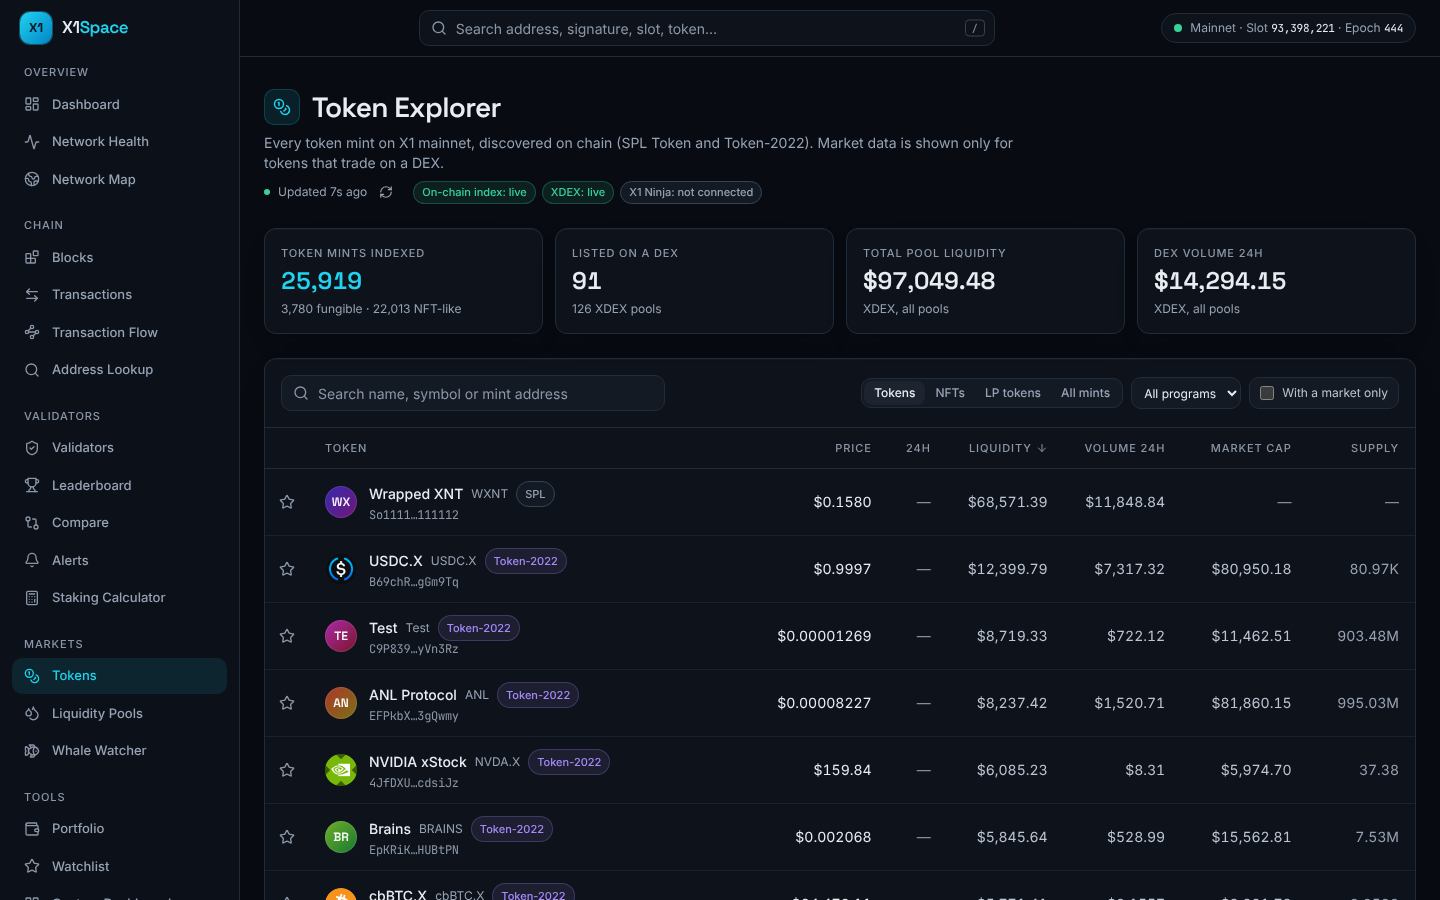 X1 X1Space
Search address, signature, slot, token... /
Mainnet · Slot 93,398,221 · Epoch 444
OVERVIEW
Dashboard
Network Health
Network Map
CHAIN
Blocks
Transactions
Transaction Flow
Address Lookup
VALIDATORS
Validators
Leaderboard
Compare
Alerts
Staking Calculator
MARKETS
Tokens
Liquidity Pools
Whale Watcher
TOOLS
Portfolio
Watchlist
Token Explorer
Every token mint on X1 mainnet, discovered on chain (SPL Token and Token-2022). Market data is shown only for
tokens that trade on a DEX.
Updated 7s ago On-chain index: live XDEX: live X1 Ninja: not connected
TOKEN MINTS INDEXED
25,919
3,780 fungible · 22,013 NFT-like
LISTED ON A DEX
91
126 XDEX pools
TOTAL POOL LIQUIDITY
$97,049.48
XDEX, all pools
DEX VOLUME 24H
$14,294.15
XDEX, all pools
Search name, symbol or mint address
Tokens NFTs LP tokens All mints All programs With a market only
TOKEN PRICE 24H LIQUIDITY ↓ VOLUME 24H MARKET CAP SUPPLY
WX Wrapped XNT WXNT SPL $0.1580 — $68,571.39 $11,848.84 — —
So1111…111112
USDC.X USDC.X Token-2022 $0.9997 — $12,399.79 $7,317.32 $80,950.18 80.97K
B69chR…gGm9Tq
TE Test Test Token-2022 $0.00001269 — $8,719.33 $722.12 $11,462.51 903.48M
C9P839…yVn3Rz
AN ANL Protocol ANL Token-2022 $0.00008227 — $8,237.42 $1,520.71 $81,860.15 995.03M
EFPkbX…3gQwmy
NVIDIA xStock NVDA.X Token-2022 $159.84 — $6,085.23 $8.31 $5,974.70 37.38
4JfDXU…cdsiJz
BR Brains BRAINS Token-2022 $0.002068 — $5,845.64 $528.99 $15,562.81 7.53M
EpKRiK…HUBtPN
cbBTC.X cbBTC.X Token-2022